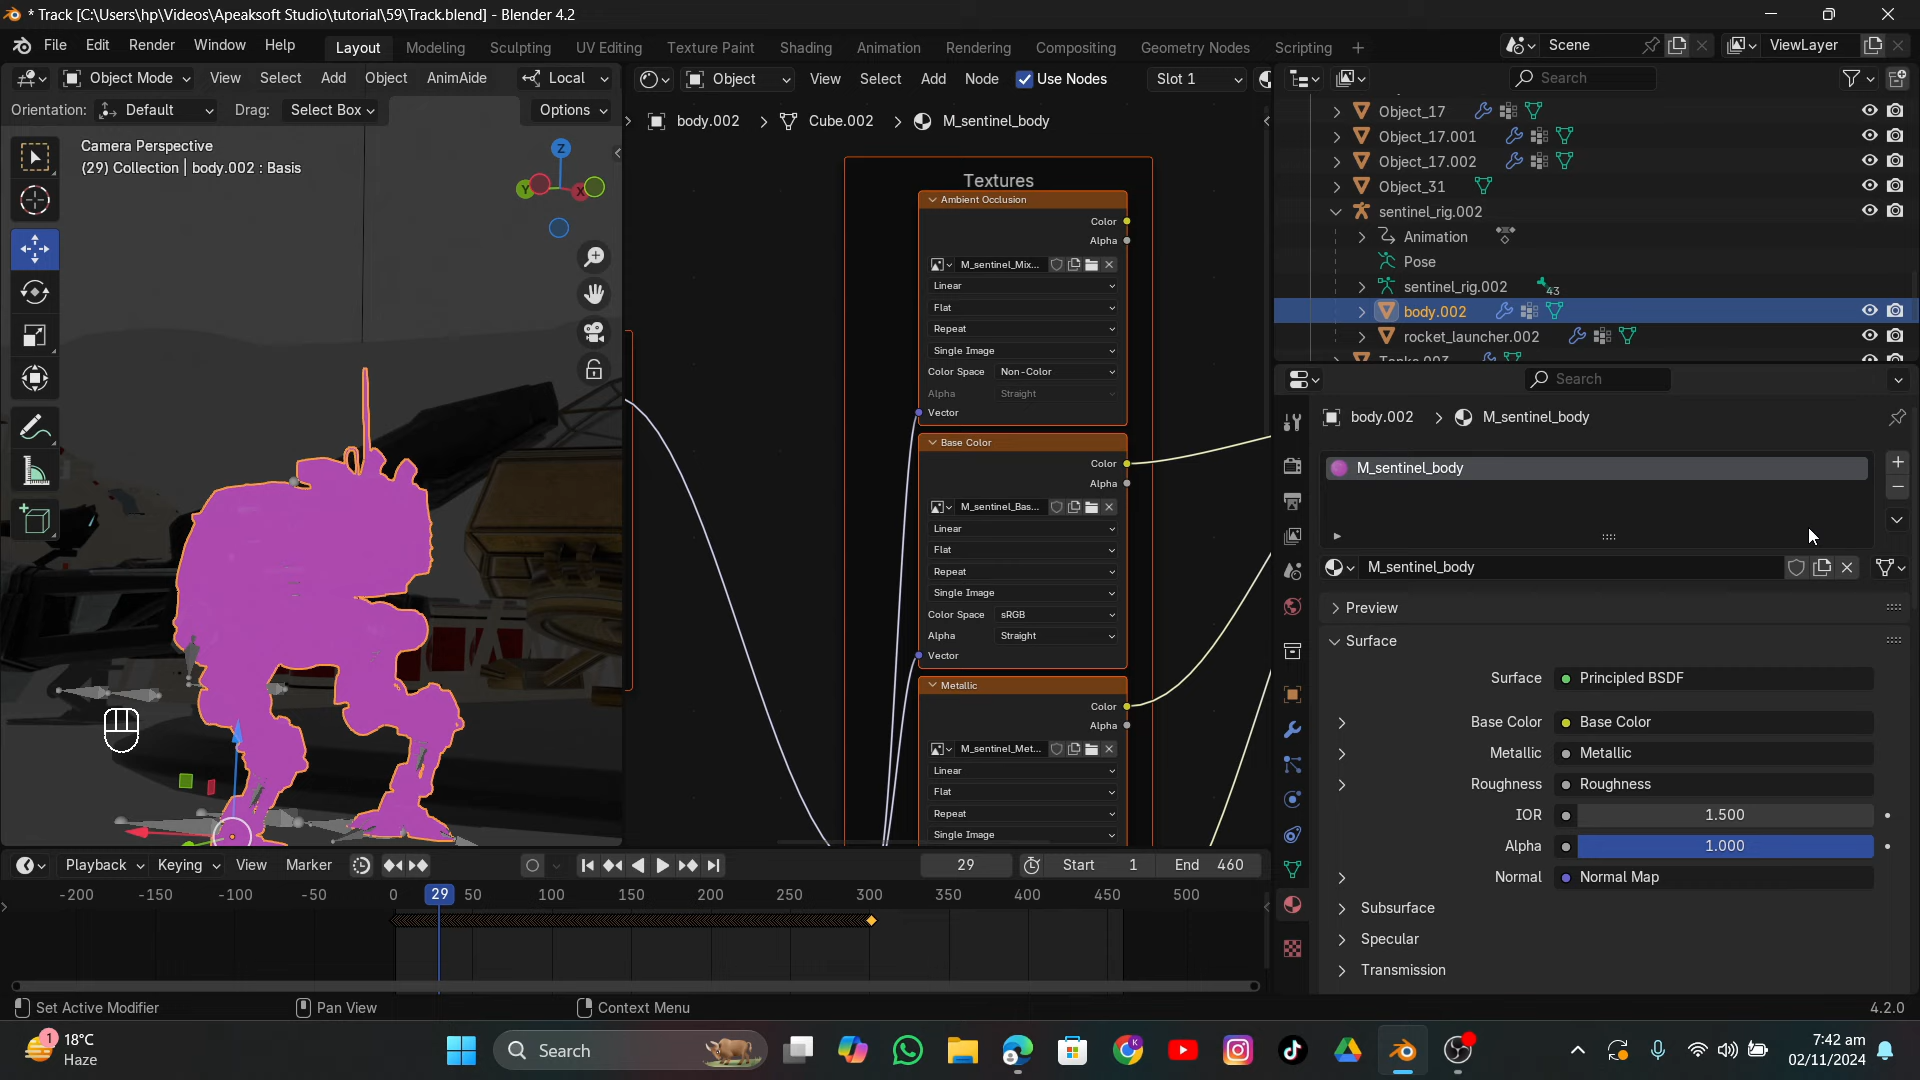 * Track [C:\Users\hp\Videos\Apeaksoft Studio\tutorial\59\Track.blend] - Blender 4.2
File Edit Render Window Help Layout Modeling Sculpting UV Editing Texture Paint Shading Animation Rendering Compositing Geometry Nodes Scripting Scene ViewLayer
Object Mode View Select Add Object AnimAide Local
Object View Select Add Node Use Nodes Slot 1
Search
Orientation: Default Drag: Select Box Options
body.002 Cube.002 M_sentinel_body
Camera Perspective
(29) Collection | body.002 : Basis
Z
Y
X
Textures
Ambient Occlusion
Color
Alpha
M_sentinel_Mix...
Linear
Flat
Repeat
Single Image
Color Space Non-Color
Alpha Straight
Vector
Base Color
Color
Alpha
M_sentinel_Bas...
Linear
Flat
Repeat
Single Image
Color Space sRGB
Alpha Straight
Vector
Metallic
Color
Alpha
M_sentinel_Met...
Linear
Flat
Repeat
Single Image
Object_17
Object_17.001
Object_17.002
Object_31
sentinel_rig.002
Animation
Pose
sentinel_rig.002 43
body.002
rocket_launcher.002
Search
body.002 M_sentinel_body
M_sentinel_body
M_sentinel_body
Preview
Surface
Surface Principled BSDF
Base Color Base Color
Metallic Metallic
Roughness Roughness
IOR 1.500
Alpha 1.000
Normal Normal Map
Subsurface
Specular
Transmission
Playback Keying View Marker 29 Start 1 End 460
-200 -150 -100 -50 0 29 50 100 150 200 250 300 350 400 450 500
Set Active Modifier Pan View Context Menu 4.2.0
1 18°C
Haze
Search
7:42 am
02/11/2024